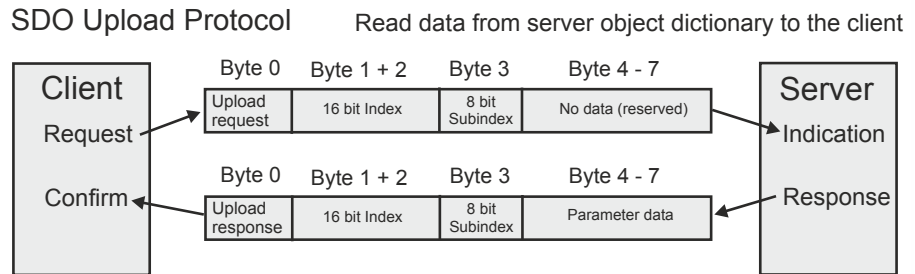 SDO Upload Protocol Read data from server object dictionary to the client
Byte 0 Byte 1 + 2 Byte 3 Byte 4 - 7
Client Server
Upload request 16 bit Index 8 bit Subindex No data (reserved)
Request Indication
Byte 0 Byte 1 + 2 Byte 3 Byte 4 - 7
Confirm Response
Upload response 16 bit Index 8 bit Subindex Parameter data